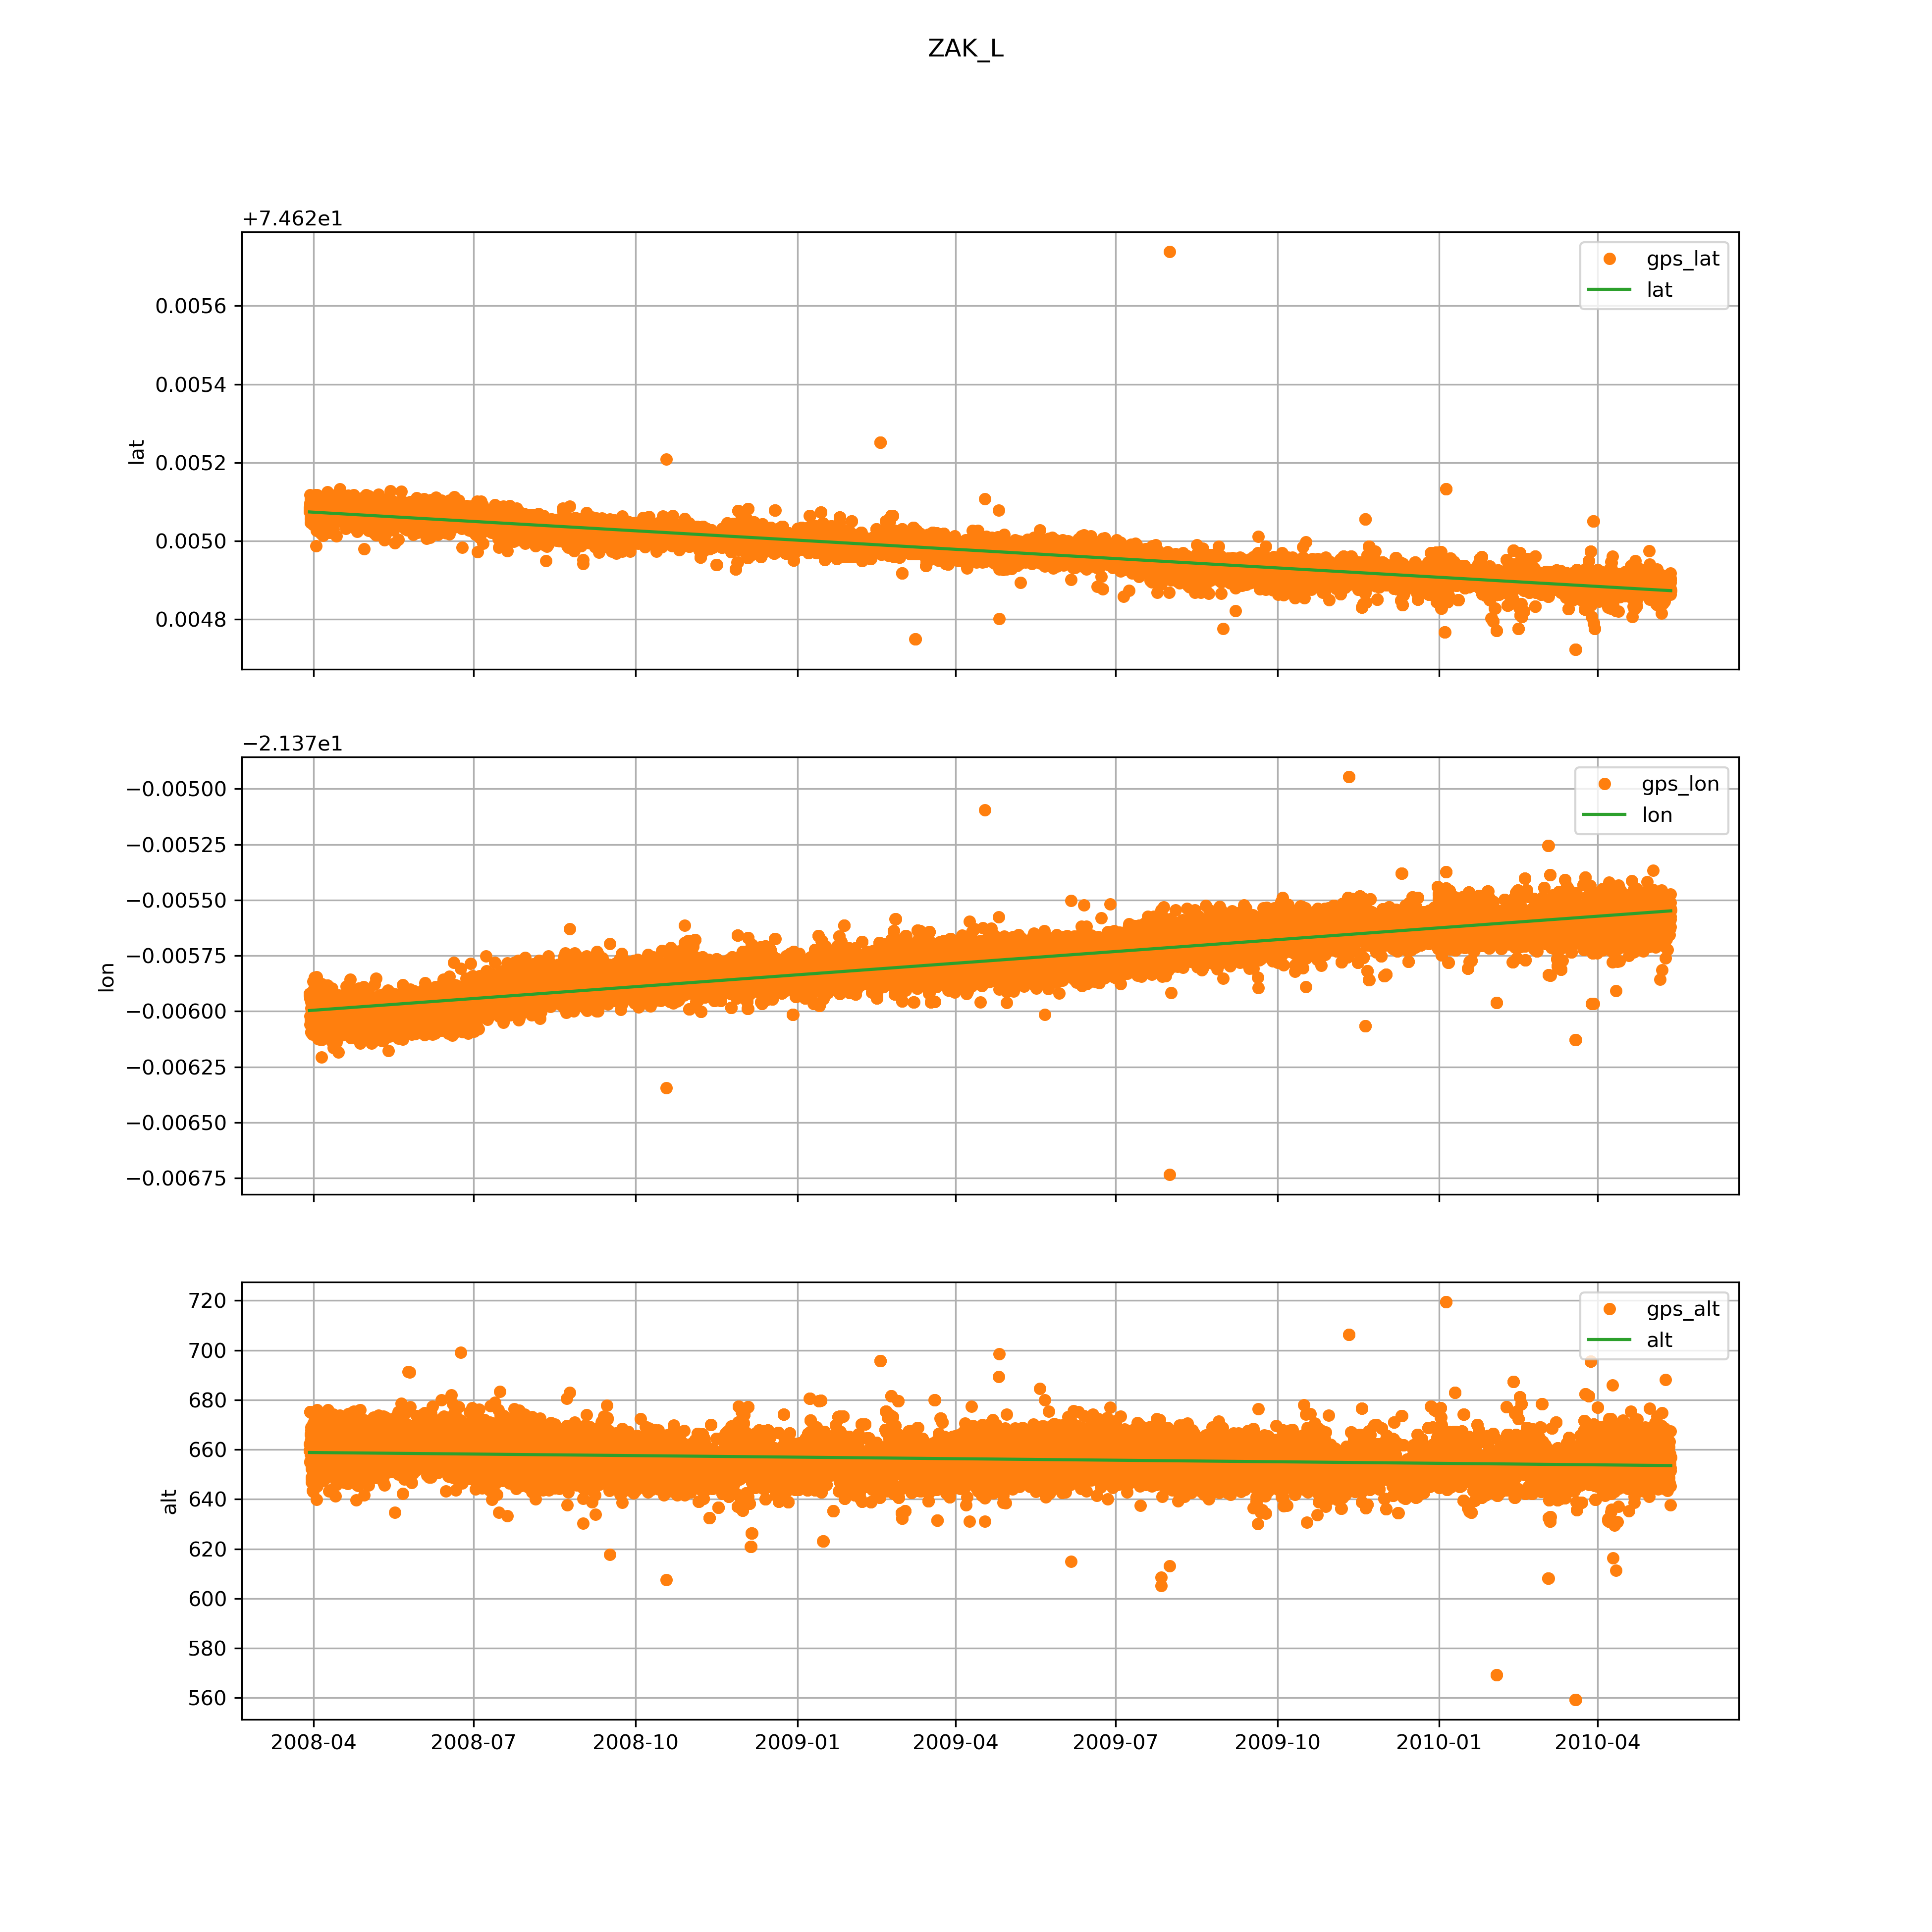 ZAK_L
+7.462e1
0.0056
0.0054
0.0052
0.0050
0.0048
lat
gps_lat
lat
−2.137e1
−0.00500
−0.00525
−0.00550
−0.00575
−0.00600
−0.00625
−0.00650
−0.00675
lon
gps_lon
lon
720
700
680
660
640
620
600
580
560
alt
gps_alt
alt
2008-04 2008-07 2008-10 2009-01 2009-04 2009-07 2009-10 2010-01 2010-04